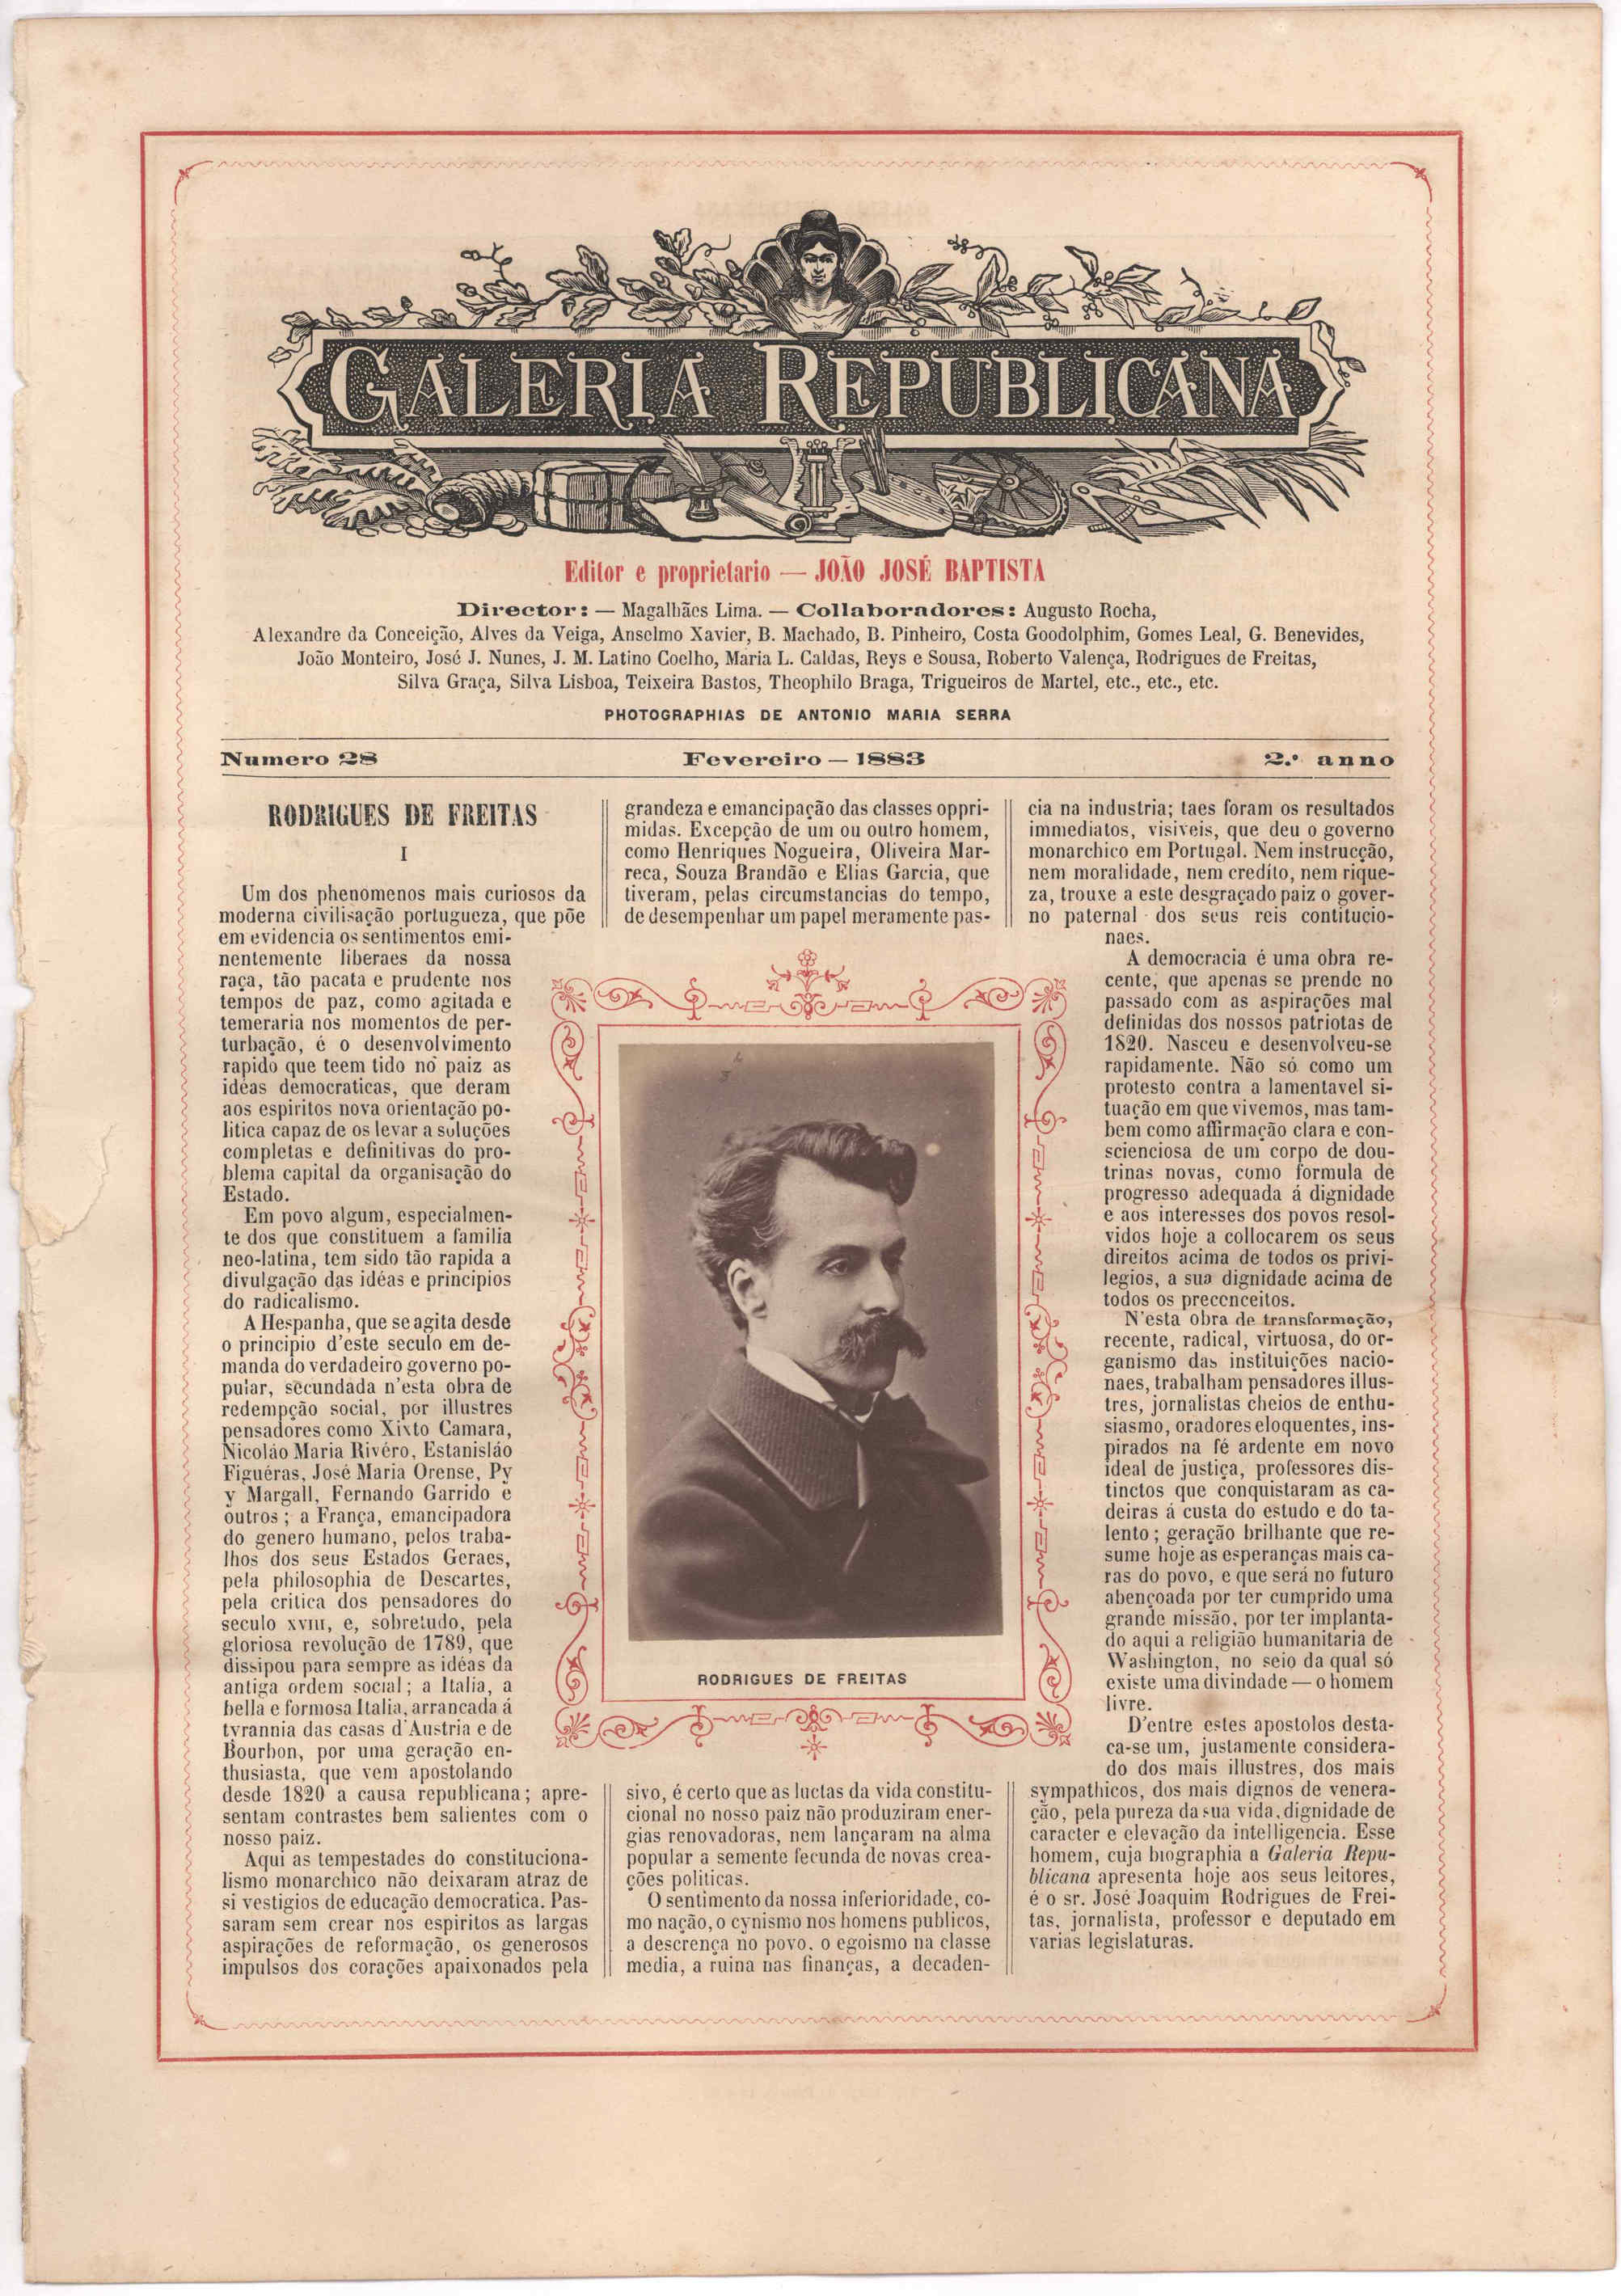 GALERIA REPUBLICANA
Editor e proprietario — JOÃO JOSÉ BAPTISTA
Director: — Magalhães Lima. — Collaboradores: Augusto Rocha,
Alexandre da Conceição, Alves da Veiga, Anselmo Xavier, B. Machado, B. Pinheiro, Costa Goodolphim, Gomes Leal, G. Benevides,
João Monteiro, José J. Nunes, J. M. Latino Coelho, Maria L. Caldas, Reys e Sousa, Roberto Valença, Rodrigues de Freitas,
Silva Graça, Silva Lisboa, Teixeira Bastos, Theophilo Braga, Trigueiros de Martel, etc., etc., etc.
PHOTOGRAPHIAS DE ANTONIO MARIA SERRA
Numero 28 Fevereiro — 1883 2.º anno
RODRIGUES DE FREITAS
I
Um dos phenomenos mais curiosos da
moderna civilisação portugueza, que põe
em evidencia os sentimentos emi-
nentemente liberaes da nossa
raça, tão pacata e prudente nos
tempos de paz, como agitada e
temeraria nos momentos de per-
turbação, é o desenvolvimento
rapido que teem tido no paiz as
idéas democraticas, que deram
aos espiritos nova orientação po-
litica capaz de os levar a soluções
completas e definitivas do pro-
blema capital da organisação do
Estado.
Em povo algum, especialmen-
te dos que constituem a familia
neo-latina, tem sido tão rapida a
divulgação das idéas e principios
do radicalismo.
A Hespanha, que se agita desde
o principio d'este seculo em de-
manda do verdadeiro governo po-
pular, secundada n'esta obra de
redempção social, por illustres
pensadores como Xixto Camara,
Nicoláo Maria Rivéro, Estanisláo
Figuéras, José Maria Orense, Py
y Margall, Fernando Garrido e
outros; a França, emancipadora
do genero humano, pelos traba-
lhos dos seus Estados Geraes,
pela philosophia de Descartes,
pela critica dos pensadores do
seculo XVIII, e, sobretudo, pela
gloriosa revolução de 1789, que
dissipou para sempre as idéas da
antiga ordem social; a Italia, a
bella e formosa Italia, arrancada á
tyrannia das casas d'Austria e de
Bourbon, por uma geração en-
thusiasta, que vem apostolando
desde 1820 a causa republicana; apre-
sentam contrastes bem salientes com o
nosso paiz.
Aqui as tempestades do constituciona-
lismo monarchico não deixaram atraz de
si vestigios de educação democratica. Pas-
saram sem crear nos espiritos as largas
aspirações de reformação, os generosos
impulsos dos corações apaixonados pela
grandeza e emancipação das classes oppri-
midas. Excepção de um ou outro homem,
como Henriques Nogueira, Oliveira Mar-
reca, Souza Brandão e Elias Garcia, que
tiveram, pelas circumstancias do tempo,
de desempenhar um papel meramente pas-
RODRIGUES DE FREITAS
sivo, é certo que as luctas da vida constitu-
cional no nosso paiz não produziram ener-
gias renovadoras, nem lançaram na alma
popular a semente fecunda de novas crea-
ções politicas.
O sentimento da nossa inferioridade, co-
mo nação, o cynismo nos homens publicos,
a descrença no povo, o egoismo na classe
media, a ruina nas finanças, a decaden-
cia na industria; taes foram os resultados
immediatos, visiveis, que deu o governo
monarchico em Portugal. Nem instrucção,
nem moralidade, nem credito, nem rique-
za, trouxe a este desgraçado paiz o gover-
no paternal dos seus reis contitucio-
naes.
A democracia é uma obra re-
cente, que apenas se prende no
passado com as aspirações mal
definidas dos nossos patriotas de
1820. Nasceu e desenvolveu-se
rapidamente. Não só como um
protesto contra a lamentavel si-
tuação em que vivemos, mas tam-
bem como affirmação clara e con-
scienciosa de um corpo de dou-
trinas novas, como formula de
progresso adequada á dignidade
e aos interesses dos povos resol-
vidos hoje a collocarem os seus
direitos acima de todos os privi-
legios, a sua dignidade acima de
todos os preconceitos.
N'esta obra de transformação,
recente, radical, virtuosa, do or-
ganismo das instituições nacio-
naes, trabalham pensadores illus-
tres, jornalistas cheios de enthu-
siasmo, oradores eloquentes, ins-
pirados na fé ardente em novo
ideal de justiça, professores dis-
tinctos que conquistaram as ca-
deiras á custa do estudo e do ta-
lento; geração brilhante que re-
sume hoje as esperanças mais ca-
ras do povo, e que será no futuro
abençoada por ter cumprido uma
grande missão, por ter implanta-
do aqui a religião humanitaria de
Washington, no seio da qual só
existe uma divindade — o homem
livre.
D'entre estes apostolos desta-
ca-se um, justamente considera-
do dos mais illustres, dos mais
sympathicos, dos mais dignos de venera-
ção, pela pureza da sua vida, dignidade de
caracter e elevação da intelligencia. Esse
homem, cuja biographia a Galeria Repu-
blicana apresenta hoje aos seus leitores,
é o sr. José Joaquim Rodrigues de Frei-
tas, jornalista, professor e deputado em
varias legislaturas.